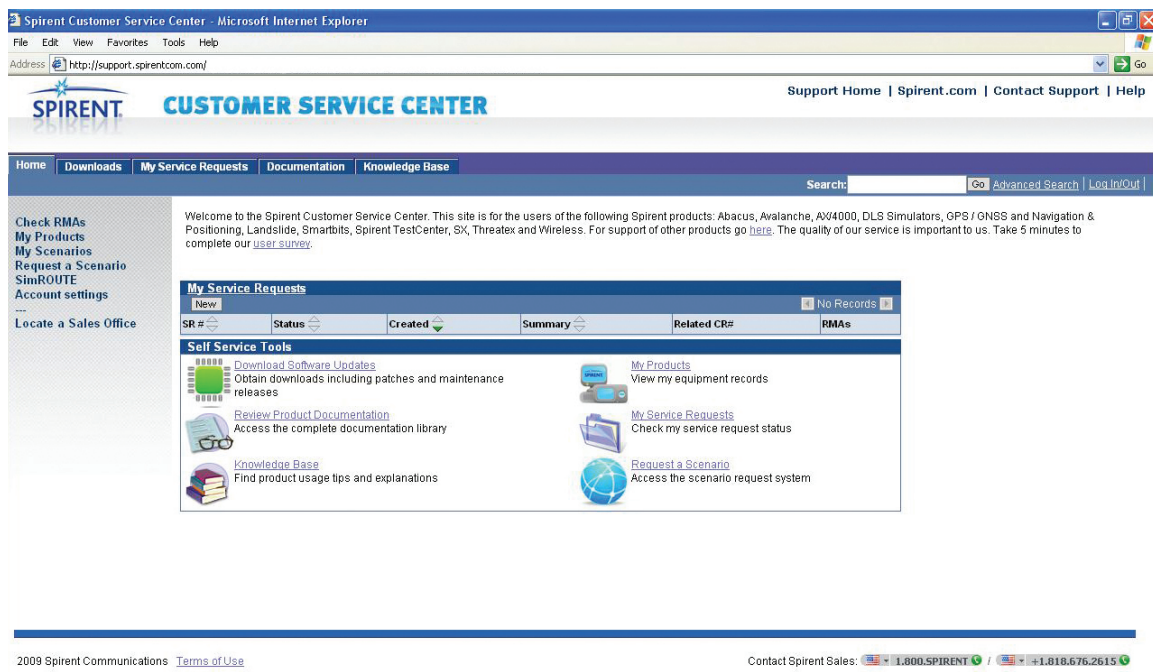 Spirent Customer Service Center - Microsoft Internet Explorer
File Edit View Favorites Tools Help
Address http://support.spirentcom.com/ Go
SPIRENT CUSTOMER SERVICE CENTER
Support Home | Spirent.com | Contact Support | Help
Home Downloads My Service Requests Documentation Knowledge Base
Search: Go Advanced Search | Log In/Out |
Check RMAs
My Products
My Scenarios
Request a Scenario
SimROUTE
Account settings
---
Locate a Sales Office
Welcome to the Spirent Customer Service Center. This site is for the users of the following Spirent products: Abacus, Avalanche, AX/4000, DLS Simulators, GPS / GNSS and Navigation &
Positioning, Landslide, Smartbits, Spirent TestCenter, SX, Threatex and Wireless. For support of other products go here. The quality of our service is important to us. Take 5 minutes to
complete our user survey.
My Service Requests
New No Records
SR # Status Created Summary Related CR# RMAs
Self Service Tools
Download Software Updates
Obtain downloads including patches and maintenance
releases
My Products
View my equipment records
Review Product Documentation
Access the complete documentation library
My Service Requests
Check my service request status
Knowledge Base
Find product usage tips and explanations
Request a Scenario
Access the scenario request system
2009 Spirent Communications Terms of Use
Contact Spirent Sales: 1.800.SPIRENT / +1.818.676.2615